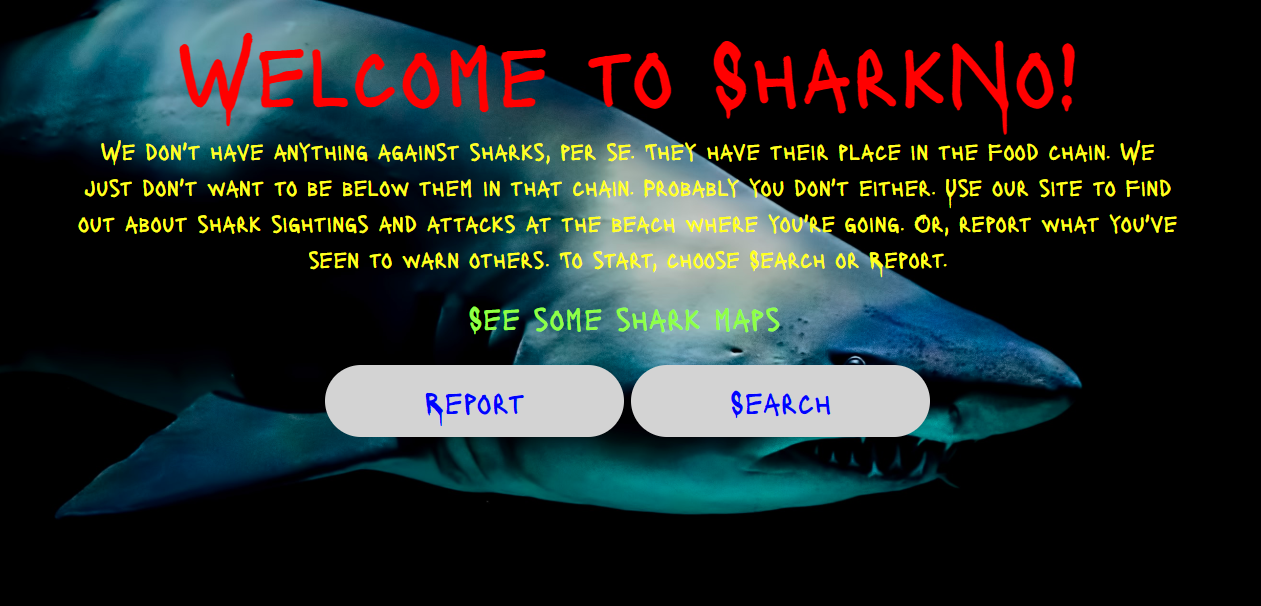 Welcome to SharkNo!
We don't have anything against sharks, per se. They have their place in the food chain. We
just don't want to be below them in that chain. Probably you don't either. Use our site to find
out about shark sightings and attacks at the beach where you're going. Or, report what you've
seen to warn others. To start, choose Search or Report.
See some shark maps
Report
Search